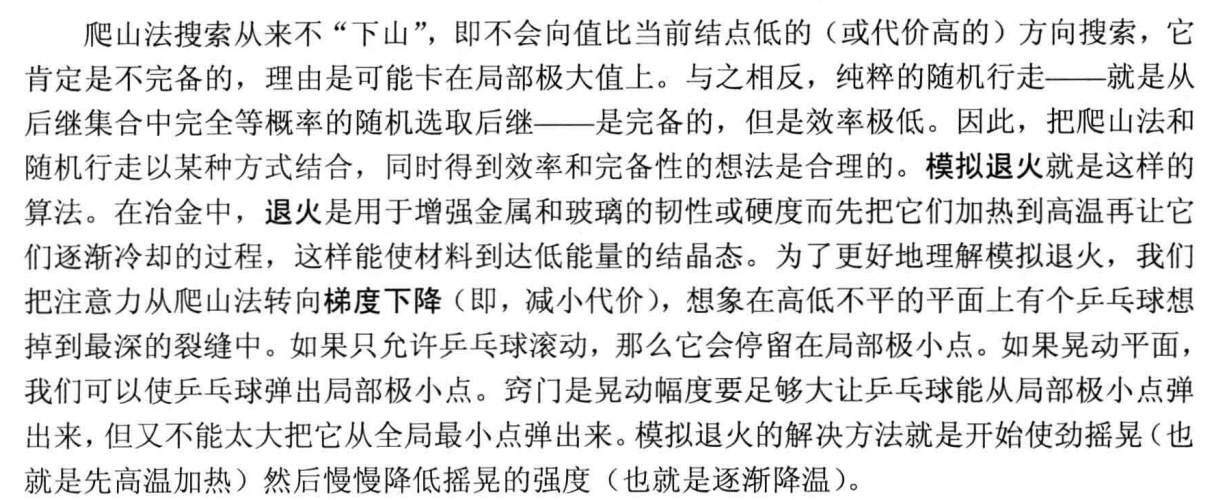 爬山法搜索从来不“下山”，即不会向值比当前结点低的（或代价高的）方向搜索，它
肯定是不完备的，理由是可能卡在局部极大值上。与之相反，纯粹的随机行走——就是从
后继集合中完全等概率的随机选取后继——是完备的，但是效率极低。因此，把爬山法和
随机行走以某种方式结合，同时得到效率和完备性的想法是合理的。模拟退火就是这样的
算法。在冶金中，退火是用于增强金属和玻璃的韧性或硬度而先把它们加热到高温再让它
们逐渐冷却的过程，这样能使材料到达低能量的结晶态。为了更好地理解模拟退火，我们
把注意力从爬山法转向梯度下降（即，减小代价），想象在高低不平的平面上有个乒乓球想
掉到最深的裂缝中。如果只允许乒乓球滚动，那么它会停留在局部极小点。如果晃动平面，
我们可以使乒乓球弹出局部极小点。窍门是晃动幅度要足够大让乒乓球能从局部极小点弹
出来，但又不能太大把它从全局最小点弹出来。模拟退火的解决方法就是开始使劲摇晃（也
就是先高温加热）然后慢慢降低摇晃的强度（也就是逐渐降温）。